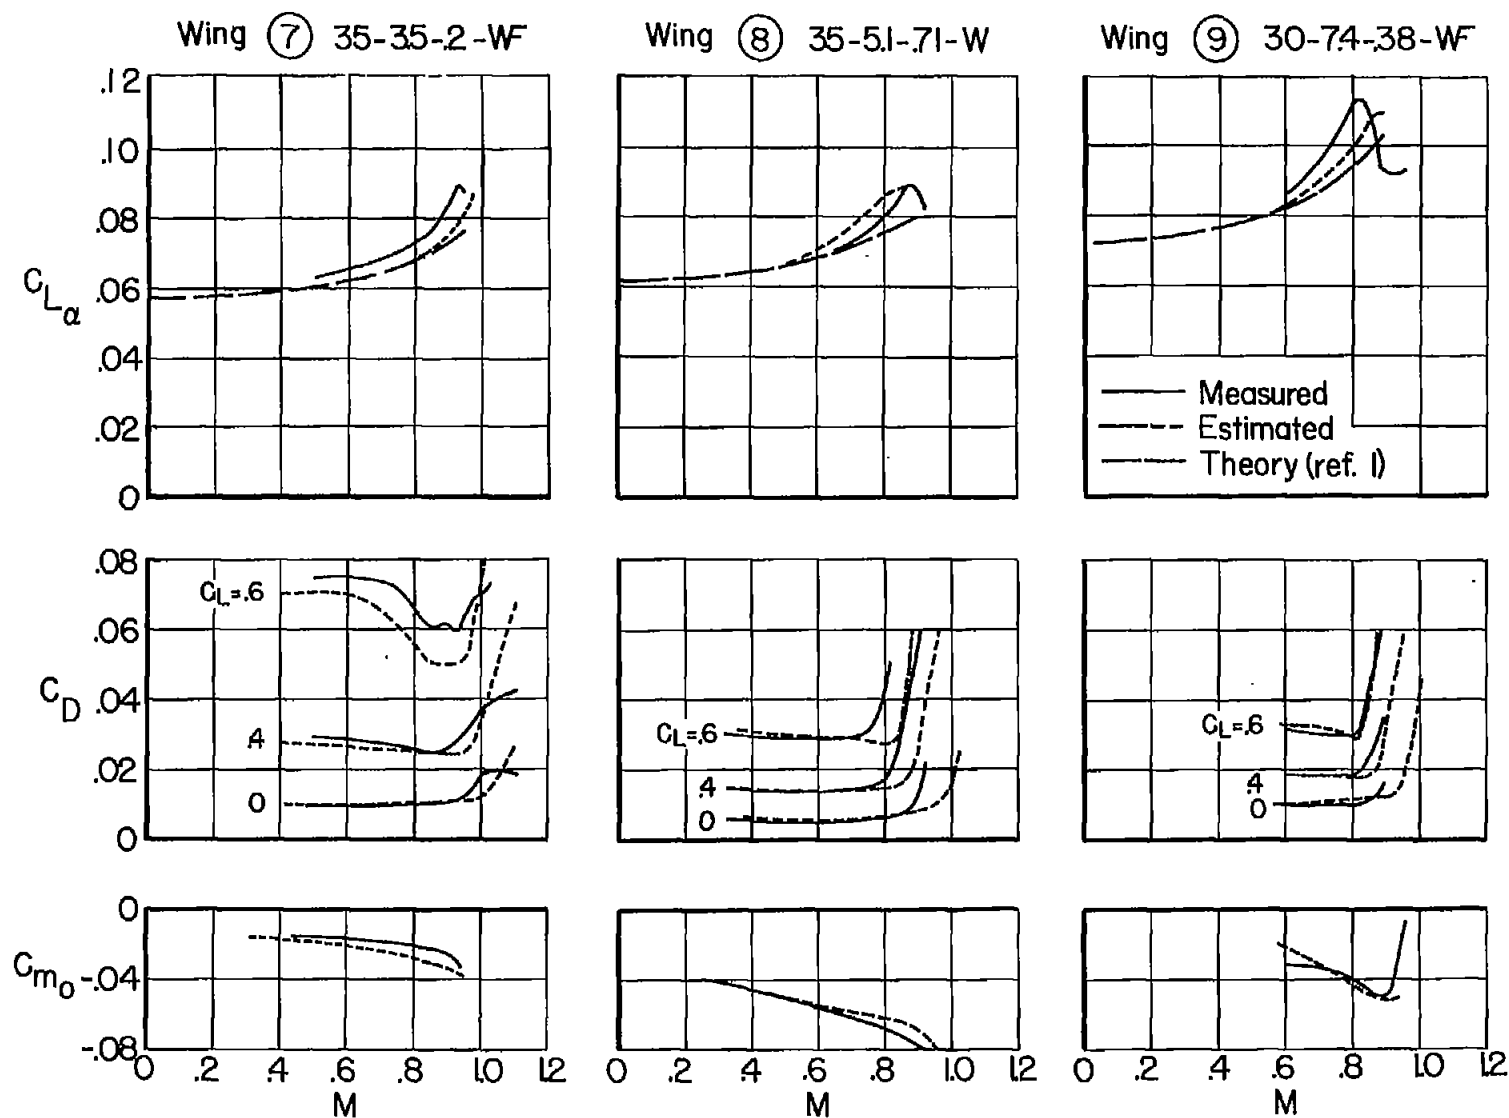 Wing 7 35-3.5-.2-WF
Wing 8 35-5.1-.71-W
Wing 9 30-7.4-.38-WF
.12
.10
.08
.06
.04
.02
0
CLα
Measured
Estimated
Theory (ref. 1)
.08
.06
.04
.02
0
CD
CL=.6
.4
0
CL=.6
.4
0
CL=.6
.4
0
0
-.04
-.08
Cmo
0 .2 .4 .6 .8 1.0 1.2
0 .2 .4 .6 .8 1.0 1.2
0 .2 .4 .6 .8 1.0 1.2
M
M
M